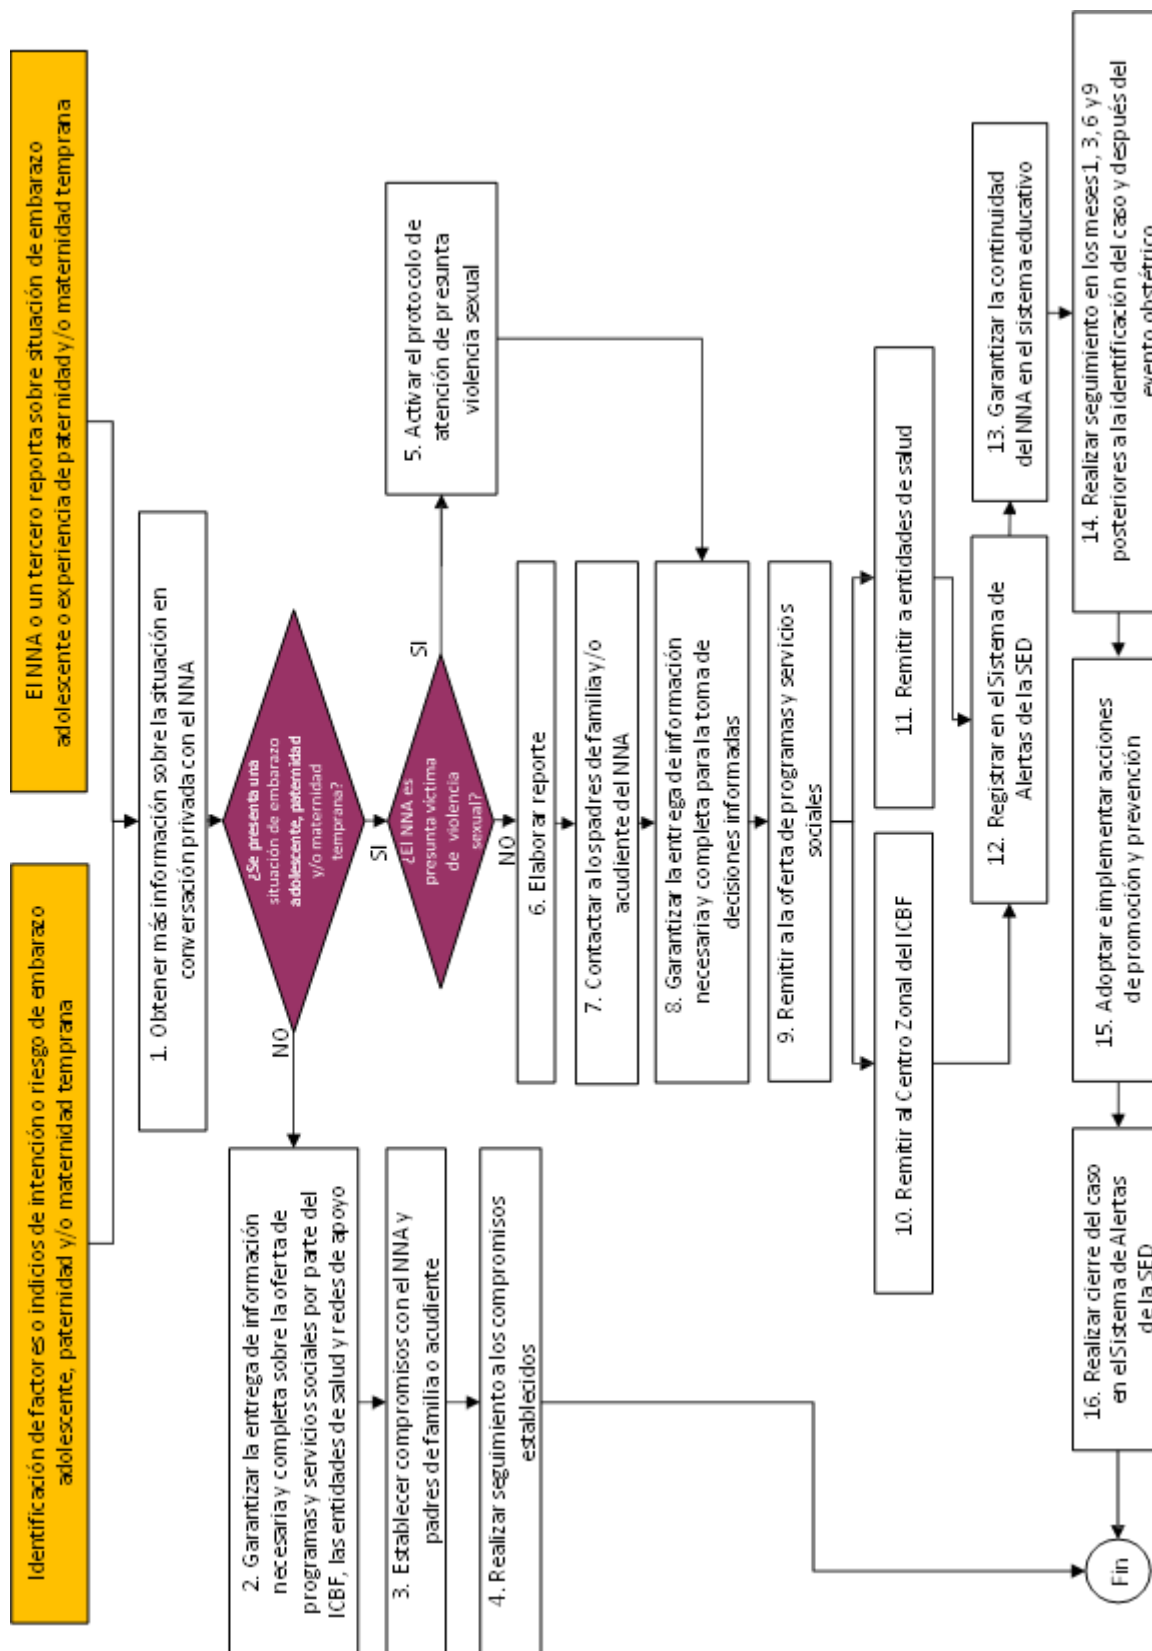 Identificación de factores o indicios de intención o riesgo de embarazo
adolescente, paternidad y/o maternidad temprana
El NNA o un tercero reporta sobre situación de embarazo
adolescente o experiencia de paternidad y/o maternidad temprana
1. Obtener más información sobre la situación en
conversación privada con el NNA
¿Se presenta una
situación de embarazo
adolescente, paternidad
y/o maternidad
temprana?
NO
SI
2. Garantizar la entrega de información
necesaria y completa sobre la oferta de
programas y servicios sociales por parte del
ICBF, las entidades de salud y redes de apoyo
3. Establecer compromisos con el NNA y
padres de familia o acudiente
4. Realizar seguimiento a los compromisos
establecidos
¿El NNA es
presunta víctima
de violencia
sexual?
SI
NO
5. Activar el protocolo de
atención de presunta
violencia sexual
6. Elaborar reporte
7. Contactar a los padres de familia y/o
acudiente del NNA
8. Garantizar la entrega de información
necesaria y completa para la toma de
decisiones informadas
9. Remitir a la oferta de programas y servicios
sociales
10. Remitir al Centro Zonal del ICBF
11. Remitir a entidades de salud
12. Registrar en el Sistema de
Alertas de la SED
13. Garantizar la continuidad
del NNA en el sistema educativo
14. Realizar seguimiento en los meses 1, 3, 6 y 9
posteriores a la identificación del caso y después del
evento obstétrico
15. Adoptar e implementar acciones
de promoción y prevención
16. Realizar cierre del caso
en el Sistema de Alertas
de la SED
Fin